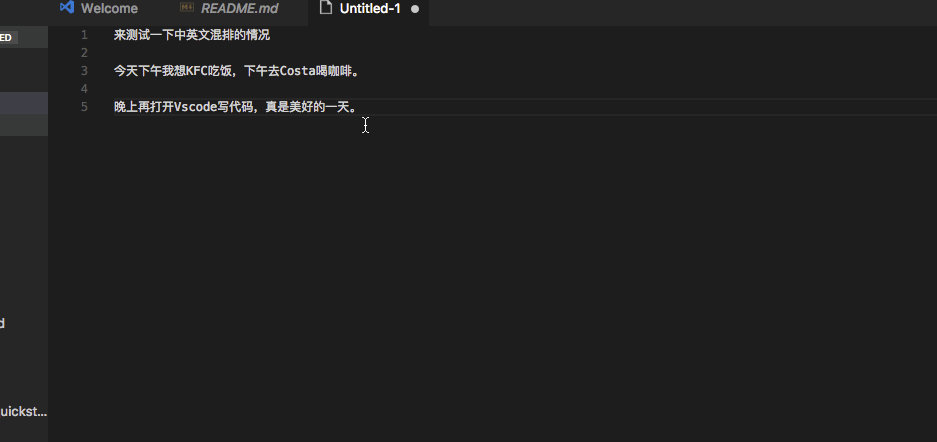 Welcome
README.md
Untitled-1
ED
1 来测试一下中英文混排的情况
2
3 今天下午我想KFC吃饭，下午去Costa喝咖啡。
4
5 晚上再打开Vscode写代码，真是美好的一天。
d
uickst...